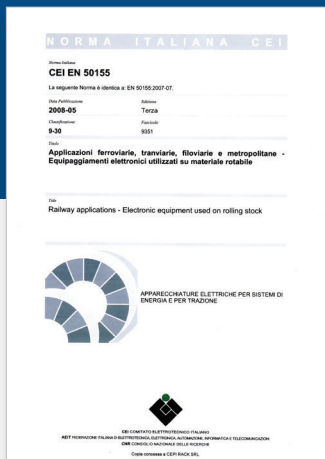 NORMA ITALIANA CEI
Norma Italiana
CEI EN 50155
La seguente Norma è identica a: EN 50155:2007-07.
Data Pubblicazione Edizione
2008-05 Terza
Classificazione Fascicolo
9-30 9351
Titolo
Applicazioni ferroviarie, tranviarie, filoviarie e metropolitane -
Equipaggiamenti elettronici utilizzati su materiale rotabile
Title
Railway applications - Electronic equipment used on rolling stock
APPARECCHIATURE ELETTRICHE PER SISTEMI DI
ENERGIA E PER TRAZIONE
CEI COMITATO ELETTROTECNICO ITALIANO
AEIT FEDERAZIONE ITALIANA DI ELETTROTECNICA, ELETTRONICA, AUTOMAZIONE, INFORMATICA E TELECOMUNICAZIONI
CNR CONSIGLIO NAZIONALE DELLE RICERCHE
Copia concessa a CEPI RACK SRL